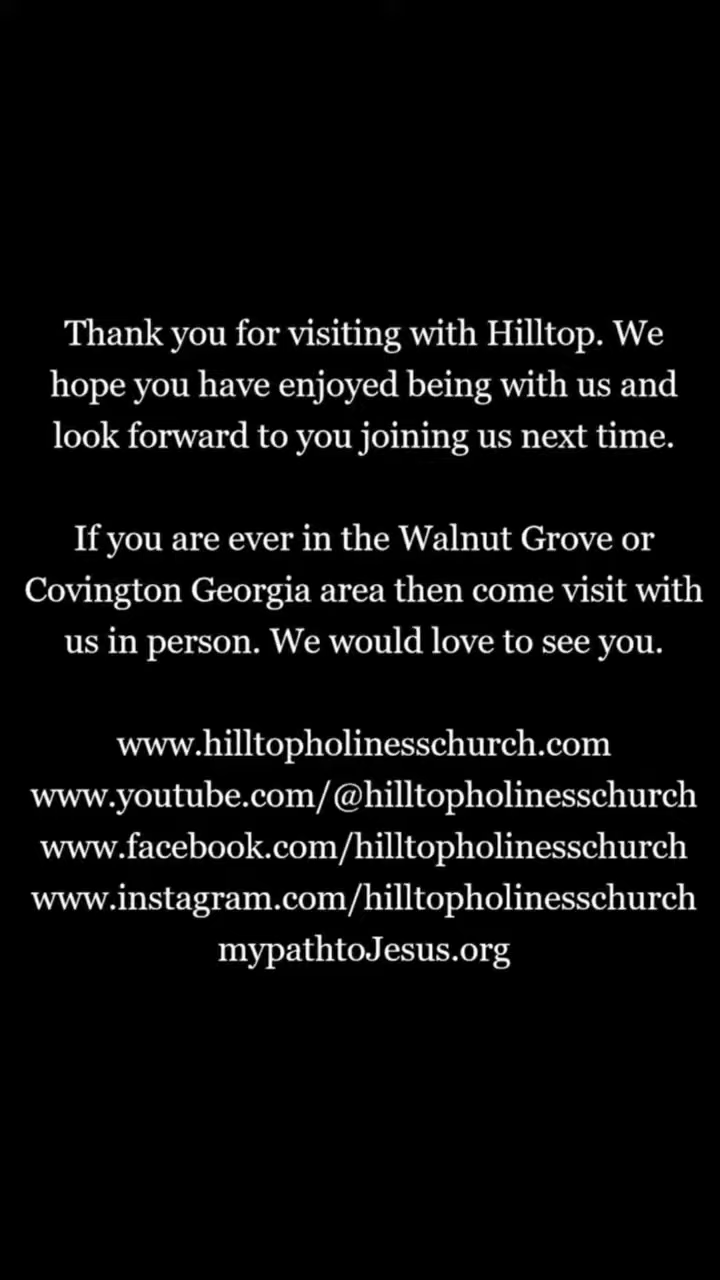 Thank you for visiting with Hilltop. We
hope you have enjoyed being with us and
look forward to you joining us next time.
If you are ever in the Walnut Grove or
Covington Georgia area then come visit with
us in person. We would love to see you.
www.hilltopholinesschurch.com
www.youtube.com/@hilltopholinesschurch
www.facebook.com/hilltopholinesschurch
www.instagram.com/hilltopholinesschurch
mypathtoJesus.org